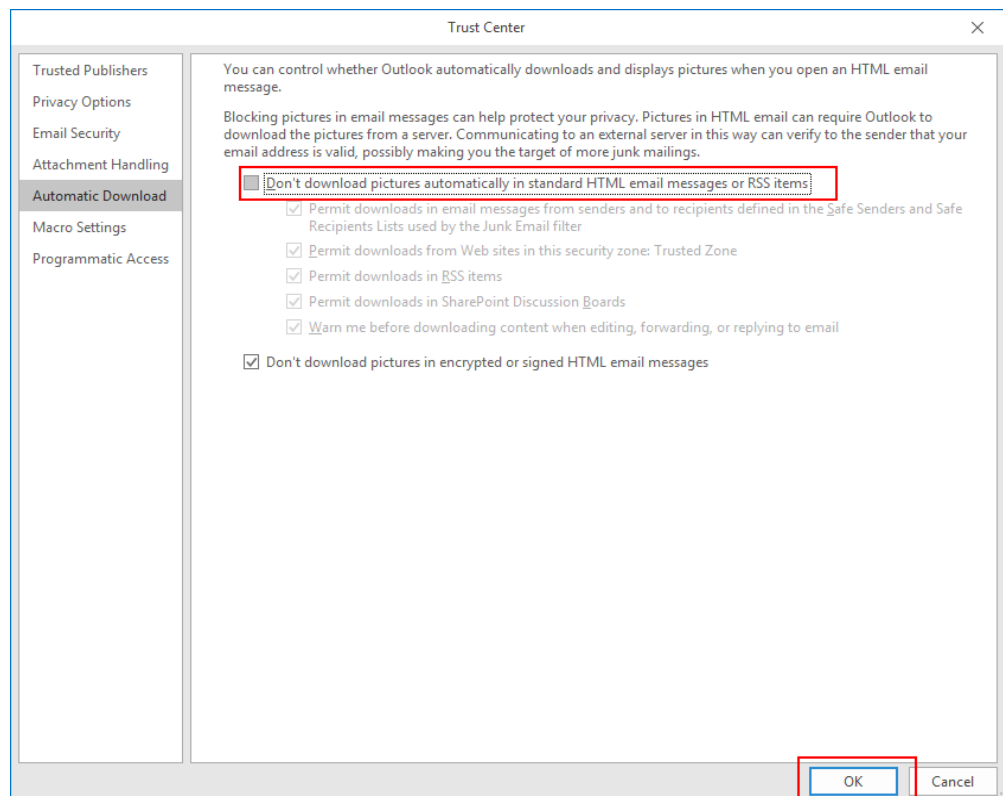 Trust Center
Trusted Publishers
Privacy Options
Email Security
Attachment Handling
Automatic Download
Macro Settings
Programmatic Access
You can control whether Outlook automatically downloads and displays pictures when you open an HTML email
message.
Blocking pictures in email messages can help protect your privacy. Pictures in HTML email can require Outlook to
download the pictures from a server. Communicating to an external server in this way can verify to the sender that your
email address is valid, possibly making you the target of more junk mailings.
Don't download pictures automatically in standard HTML email messages or RSS items
Permit downloads in email messages from senders and to recipients defined in the Safe Senders and Safe
Recipients Lists used by the Junk Email filter
Permit downloads from Web sites in this security zone: Trusted Zone
Permit downloads in RSS items
Permit downloads in SharePoint Discussion Boards
Warn me before downloading content when editing, forwarding, or replying to email
Don't download pictures in encrypted or signed HTML email messages
OK
Cancel